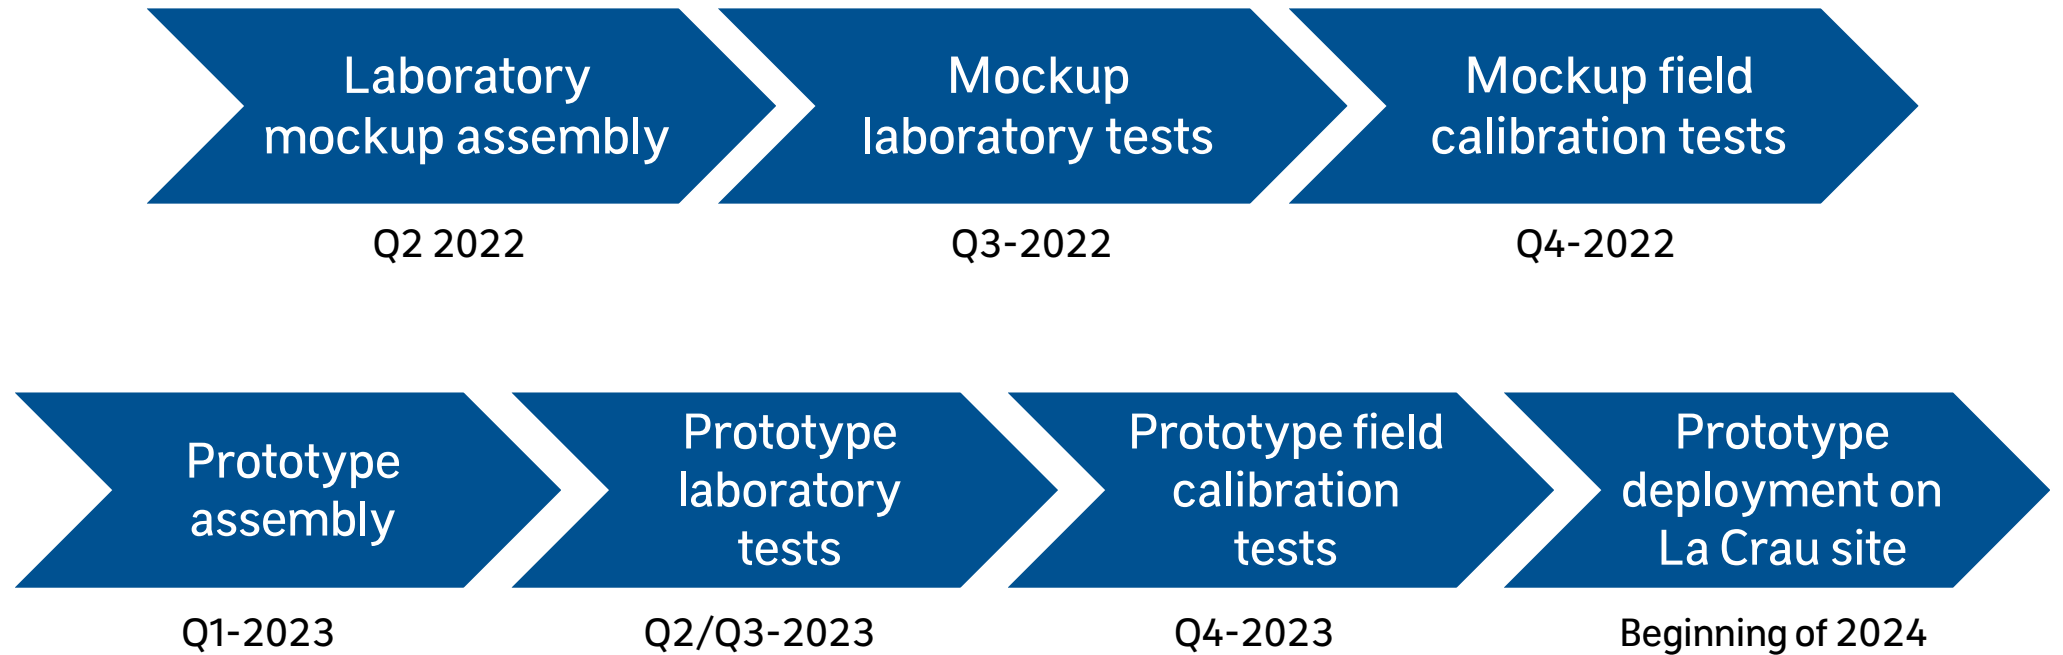 Laboratory
mockup assembly
Mockup
laboratory tests
Mockup field
calibration tests
Q2 2022
Q3-2022
Q4-2022
Prototype
assembly
Prototype
laboratory
tests
Prototype field
calibration
tests
Prototype
deployment on
La Crau site
Q1-2023
Q2/Q3-2023
Q4-2023
Beginning of 2024